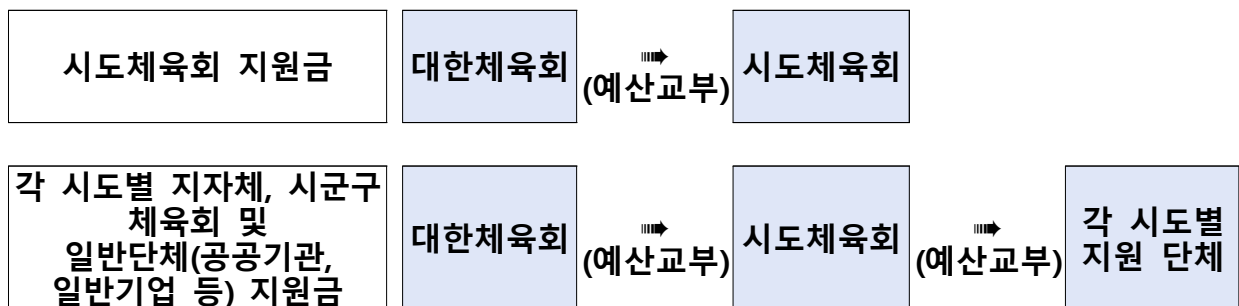 시도체육회 지원금
대한체육회
➠
(예산교부)
시도체육회
각 시도별 지자체, 시군구
체육회 및
일반단체(공공기관,
일반기업 등) 지원금
대한체육회
➠
(예산교부)
시도체육회
➠
(예산교부)
각 시도별
지원 단체